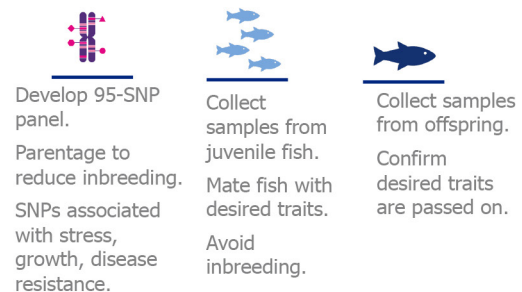 Develop 95-SNP
panel.
Parentage to
reduce inbreeding.
SNPs associated
with stress,
growth, disease
resistance.
Collect
samples from
juvenile fish.
Mate fish with
desired traits.
Avoid
inbreeding.
Collect samples
from offspring.
Confirm
desired traits
are passed on.